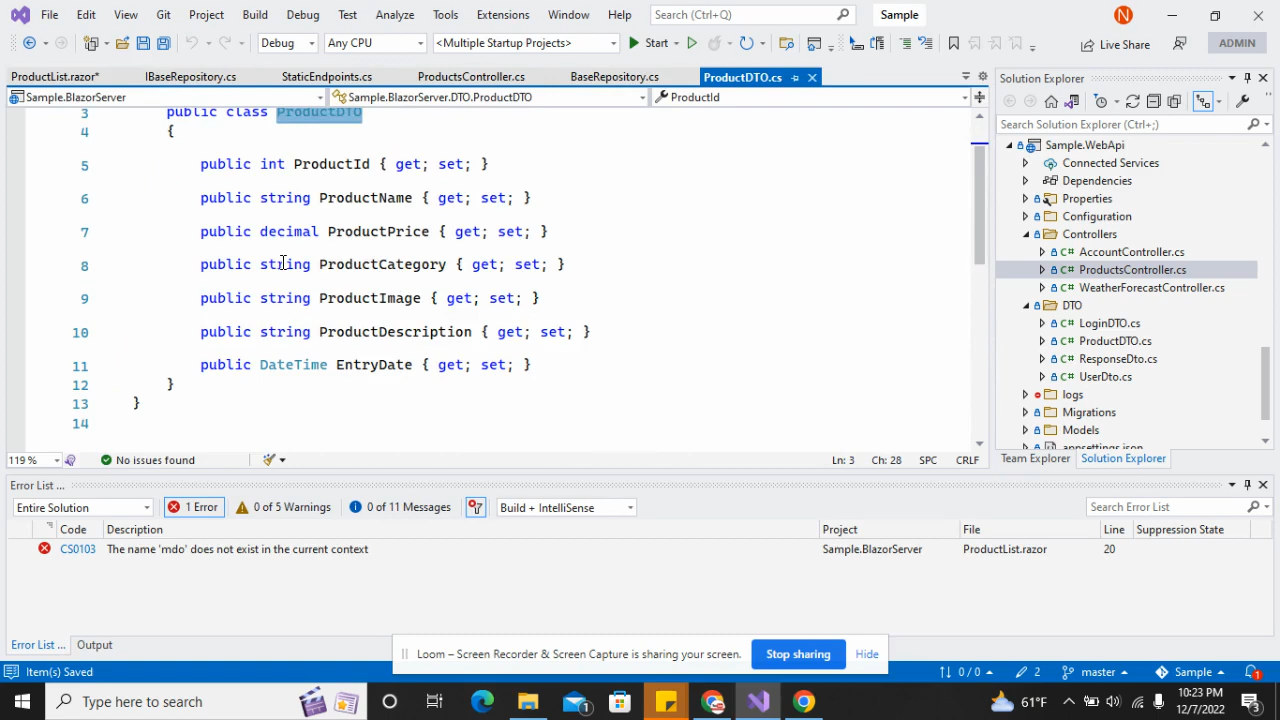 File Edit View Git Project Build Debug Test Analyze Tools Extensions Window Help Search (Ctrl+Q) Sample N
Debug Any CPU <Multiple Startup Projects> Start Live Share ADMIN
ProductList.razor* IBaseRepository.cs StaticEndpoints.cs ProductsController.cs BaseRepository.cs ProductDTO.cs
Sample.BlazorServer Sample.BlazorServer.DTO.ProductDTO ProductId
3 public class ProductDTO
4 {
5 public int ProductId { get; set; }
6 public string ProductName { get; set; }
7 public decimal ProductPrice { get; set; }
8 public string ProductCategory { get; set; }
9 public string ProductImage { get; set; }
10 public string ProductDescription { get; set; }
11 public DateTime EntryDate { get; set; }
12 }
13 }
14
119 % No issues found Ln: 3 Ch: 28 SPC CRLF
Solution Explorer
Search Solution Explorer (Ctrl+;)
Sample.WebApi
Connected Services
Dependencies
Properties
Configuration
Controllers
C# AccountController.cs
C# ProductsController.cs
C# WeatherForecastController.cs
DTO
C# LoginDTO.cs
C# ProductDTO.cs
C# ResponseDto.cs
C# UserDto.cs
logs
Migrations
Models
appsettings.json
Team Explorer Solution Explorer
Error List ...
Entire Solution 1 Error 0 of 5 Warnings 0 of 11 Messages Build + IntelliSense Search Error List
Code Description Project File Line Suppression State
CS0103 The name 'mdo' does not exist in the current context Sample.BlazorServer ProductList.razor 20
Error List ... Output
Loom – Screen Recorder & Screen Capture is sharing your screen. Stop sharing Hide
Item(s) Saved 0 / 0 2 master Sample 1
Type here to search 1 61°F 10:23 PM
12/7/2022 3